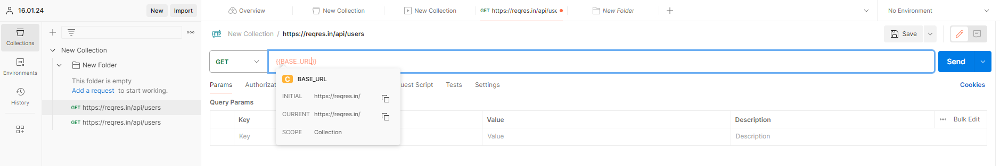 16.01.24
New
Import
Overview
New Collection
New Collection
GET https://reqres.in/api/use
New Folder
No Environment
Collections
Environments
History
New Collection
New Folder
This folder is empty
Add a request to start working.
GET https://reqres.in/api/users
GET https://reqres.in/api/users
HTTP
New Collection / https://reqres.in/api/users
Save
GET
{{BASE_URL}}
Send
Params
Authorizat
uest Script
Tests
Settings
Cookies
C BASE_URL
INITIAL https://reqres.in/
CURRENT https://reqres.in/
SCOPE Collection
Query Params
Key
Value
Description
Bulk Edit
Key
Value
Description